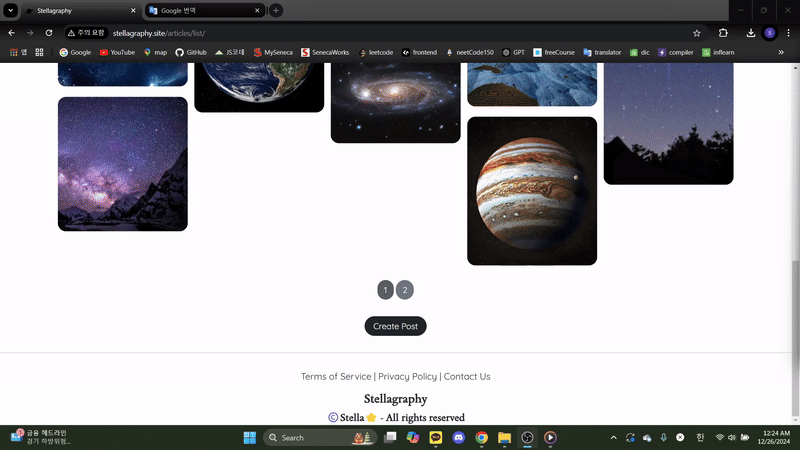 Stellagraphy
Google 번역
주의 요함 stellagraphy.site/articles/list/
앱 Google YouTube map GitHub JS코데 MySeneca SenecaWorks leetcode frontend neetCode150 GPT freeCourse translator dic compiler inflearn
1 2
Create Post
Terms of Service | Privacy Policy | Contact Us
Stellagraphy
© Stella⭐ - All rights reserved
금융 헤드라인
경기 하방위험...
Search
한
12:24 AM
12/26/2024